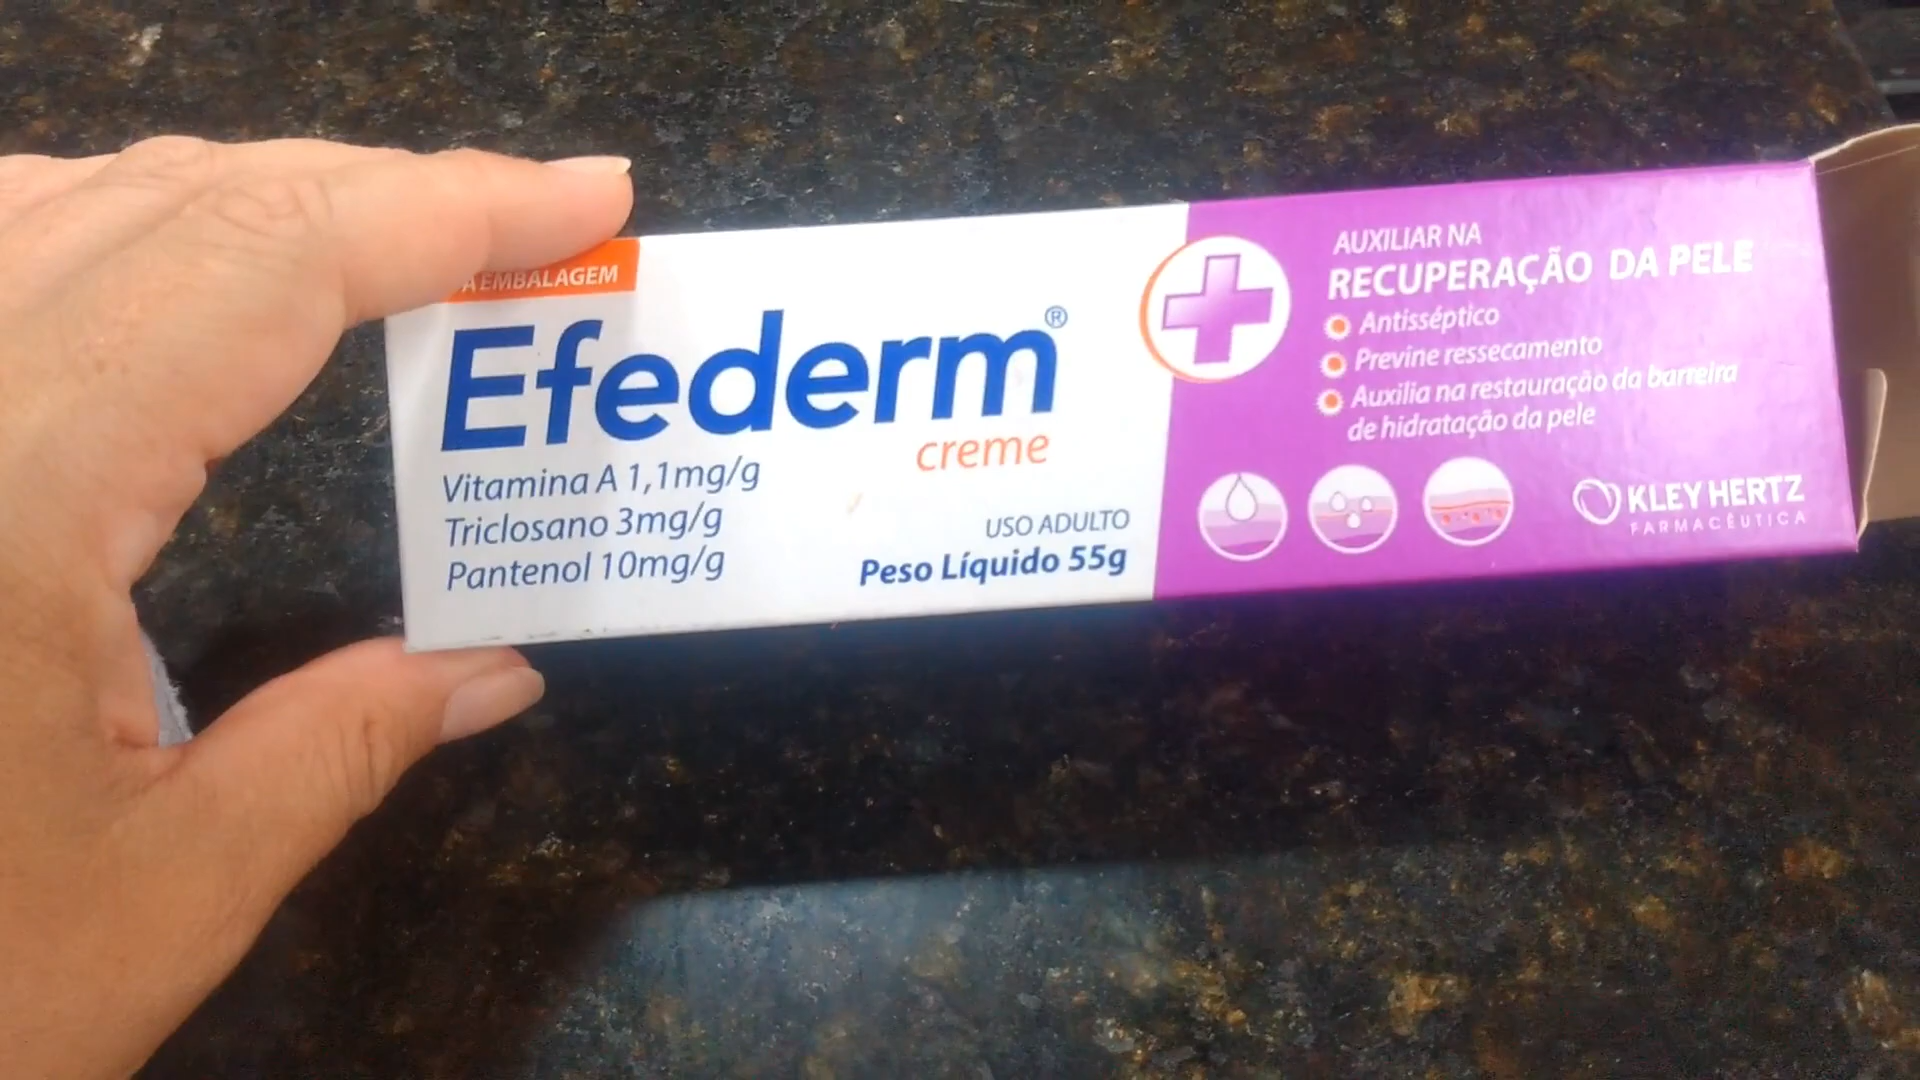 A EMBALAGEM
Efederm®
creme
Vitamina A 1,1mg/g
Triclosano 3mg/g
Pantenol 10mg/g
USO ADULTO
Peso Líquido 55g
AUXILIAR NA
RECUPERAÇÃO DA PELE
Antisséptico
Previne ressecamento
Auxilia na restauração da barreira
de hidratação da pele
KLEY HERTZ
FARMACÊUTICA